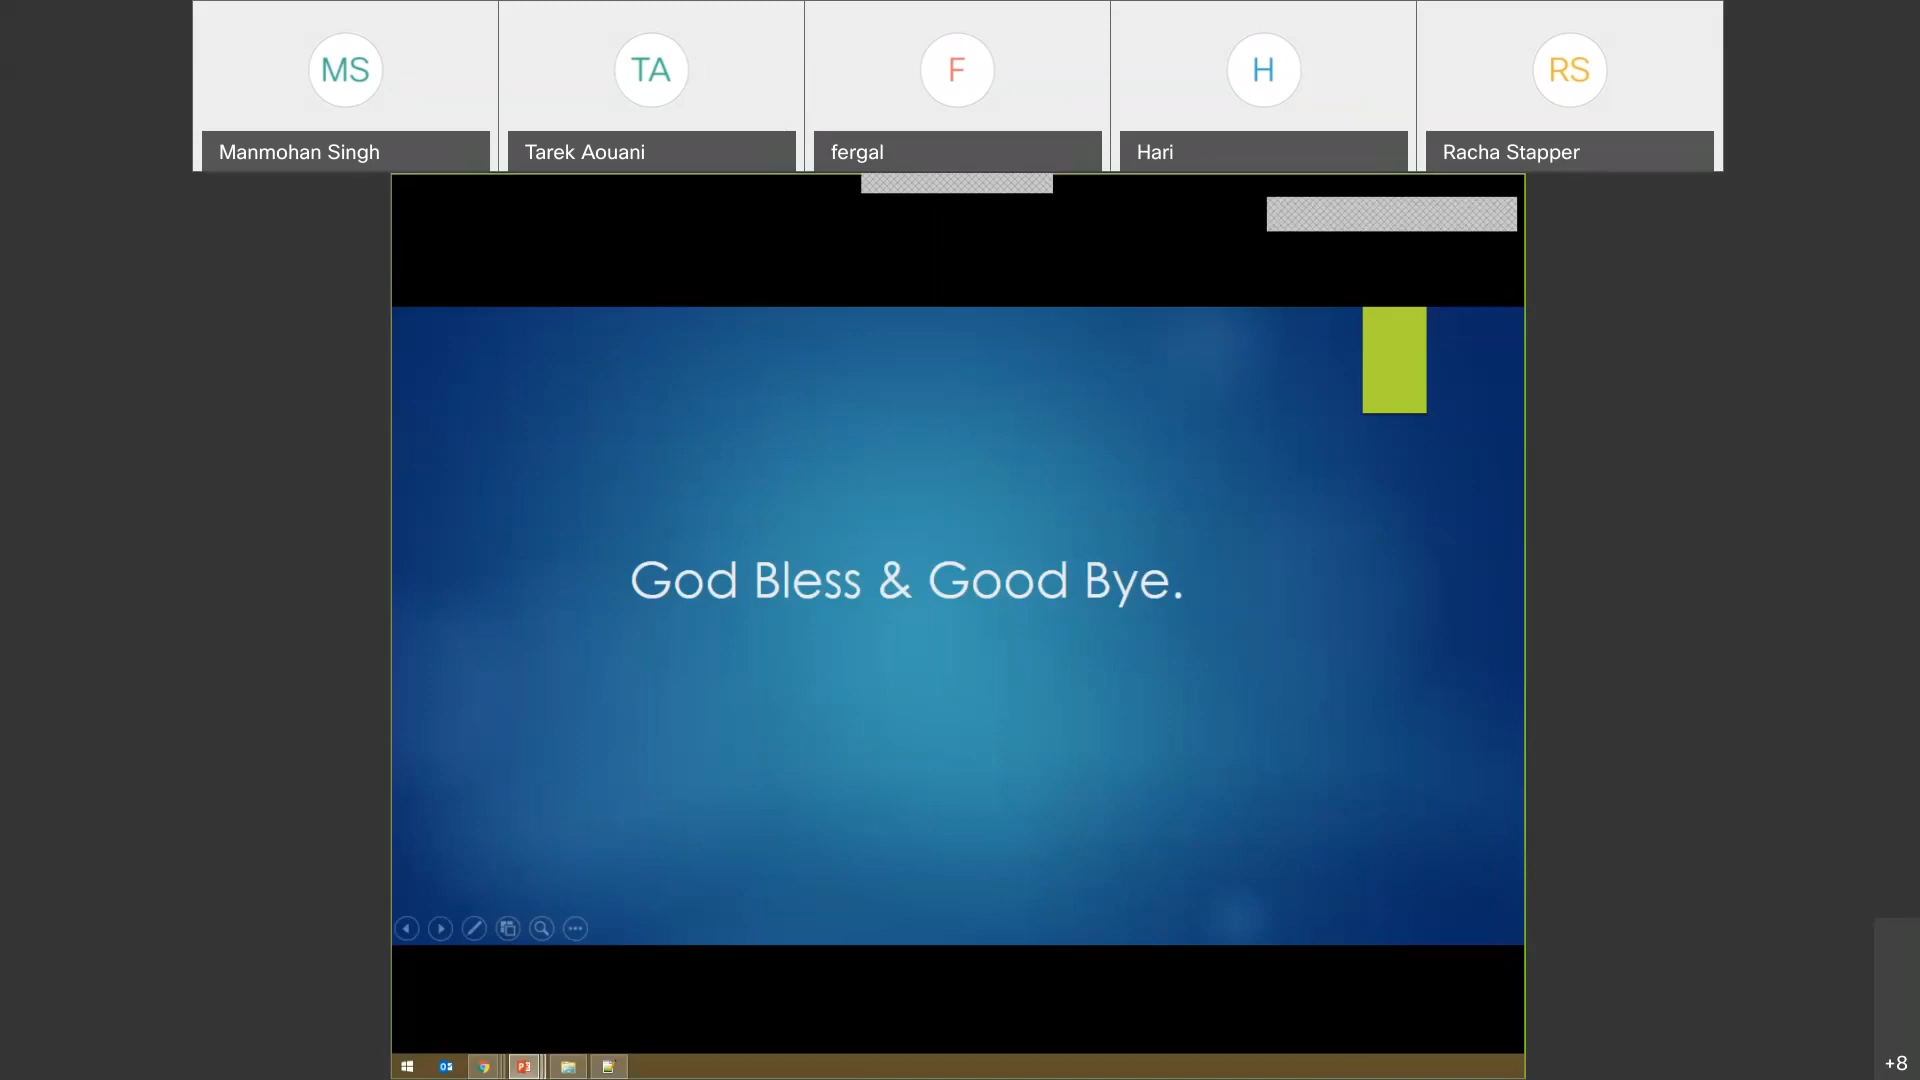 MS
TA
F
H
RS
Manmohan Singh
Tarek Aouani
fergal
Hari
Racha Stapper
God Bless & Good Bye.
+8